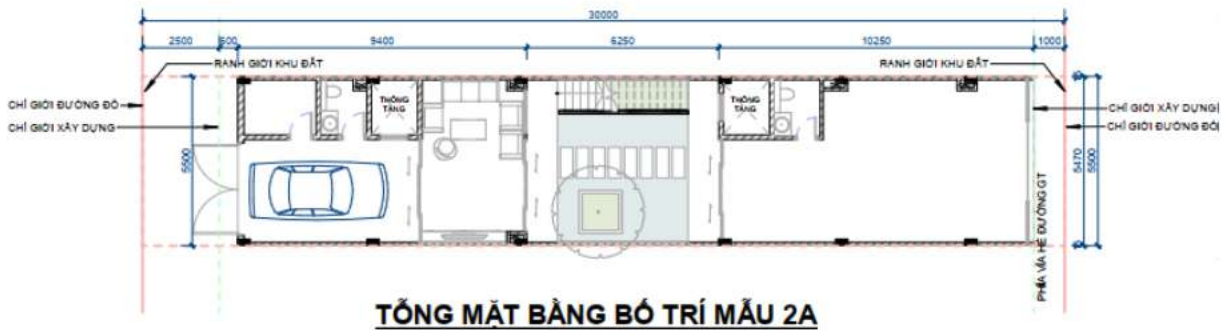 30000
2500
500
9400
6250
10250
1000
RANH GIỚI KHU ĐẤT
RANH GIỚI KHU ĐẤT
CHỈ GIỚI ĐƯỜNG ĐỎ
CHỈ GIỚI XÂY DỰNG
THÔNG
TẦNG
THÔNG
TẦNG
CHỈ GIỚI XÂY DỰNG
CHỈ GIỚI ĐƯỜNG ĐỎ
5500
5470
5500
PHÍA VỈA HÈ ĐƯỜNG GT
TỔNG MẶT BẰNG BỐ TRÍ MẪU 2A